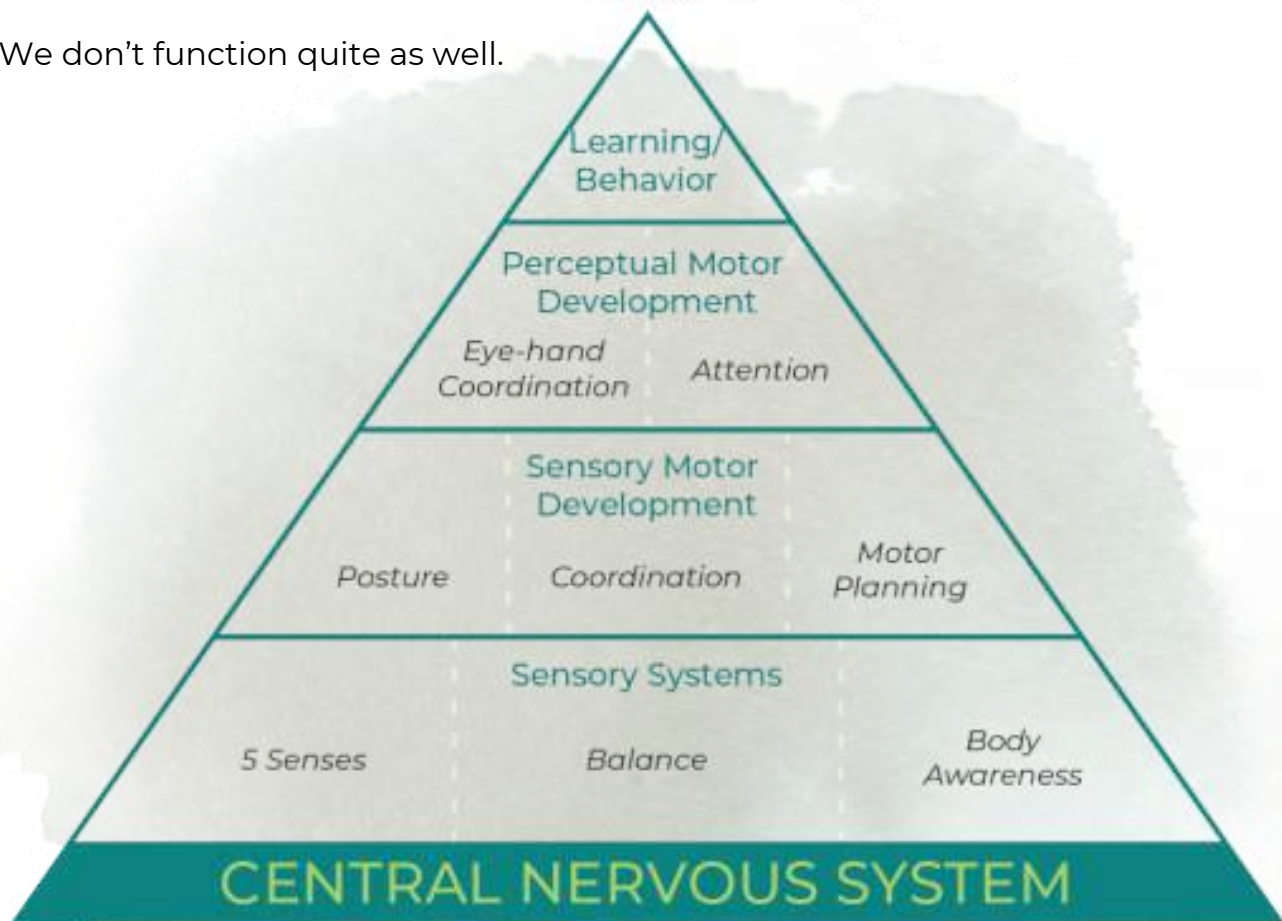 We don’t function quite as well.
Learning/
Behavior
Perceptual Motor
Development
Eye-hand
Coordination
Attention
Sensory Motor
Development
Posture
Coordination
Motor
Planning
Sensory Systems
5 Senses
Balance
Body
Awareness
CENTRAL NERVOUS SYSTEM